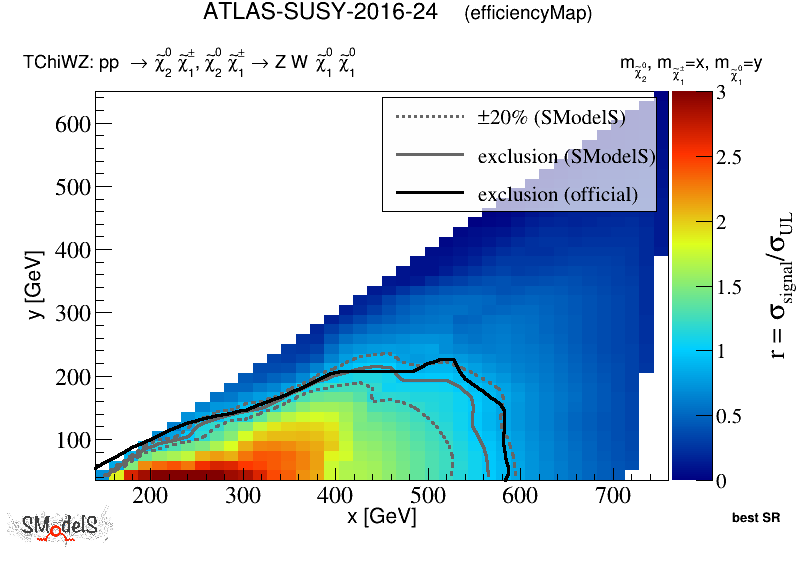 ATLAS-SUSY-2016-24 (efficiencyMap)
TChiWZ: pp → χ̃⁰₂ χ̃±₁, χ̃⁰₂ χ̃±₁ → Z W χ̃⁰₁ χ̃⁰₁
m_χ̃⁰₂, m_χ̃±₁=x, m_χ̃⁰₁=y
±20% (SModelS)
exclusion (SModelS)
exclusion (official)
600
500
400
300
200
100
y [GeV]
200 300 400 500 600 700
x [GeV]
3
2.5
2
1.5
1
0.5
0
r = σ_signal/σ_UL
SModelS
best SR